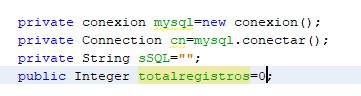 private conexion mysql=new conexion();
private Connection cn=mysql.conectar();
private String sSQL="";
public Integer totalregistros=0;